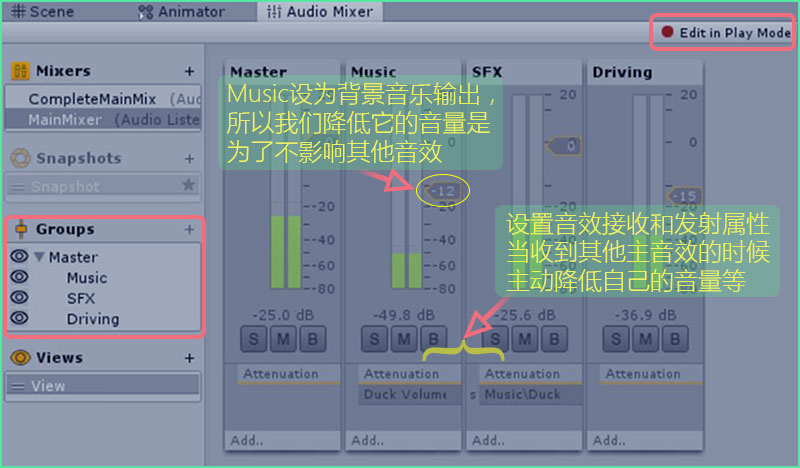 Scene
Animator
Audio Mixer
Edit in Play Mode
Mixers +
CompleteMainMix (Aud
MainMixer (Audio Liste
Snapshots +
Snapshot
Groups +
Master
Music
SFX
Driving
Views +
View
Master
-20
-40
-60
-80
-25.0 dB
S M B
Attenuation
Add..
Music
Music设为背景音乐输出，
所以我们降低它的音量是
为了不影响其他音效
-12
-20
-40
-60
-80
-49.8 dB
S M B
Attenuation
Duck Volume
Add..
SFX
20
0
-25.6 dB
S M B
Attenuation
s Music\Duck
Add..
Driving
20
0
-15
-20
设置音效接收和发射属性
当收到其他主音效的时候
主动降低自己的音量等
-80
-36.9 dB
S M B
Attenuation
Add..